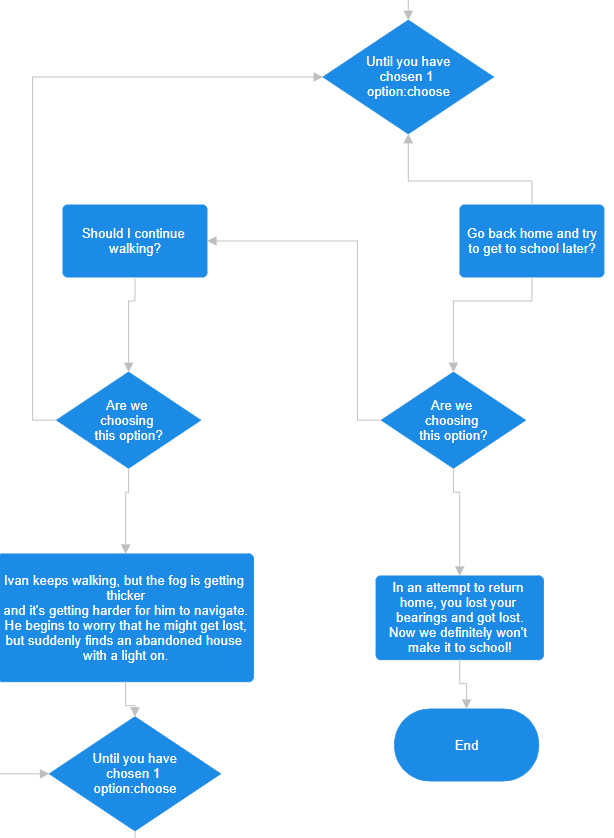 Until you have
chosen 1
option:choose
Should I continue
walking?
Go back home and try
to get to school later?
Are we
choosing
this option?
Are we
choosing
this option?
Ivan keeps walking, but the fog is getting
thicker
and it's getting harder for him to navigate.
He begins to worry that he might get lost,
but suddenly finds an abandoned house
with a light on.
In an attempt to return
home, you lost your
bearings and got lost.
Now we definitely won't
make it to school!
Until you have
chosen 1
option:choose
End